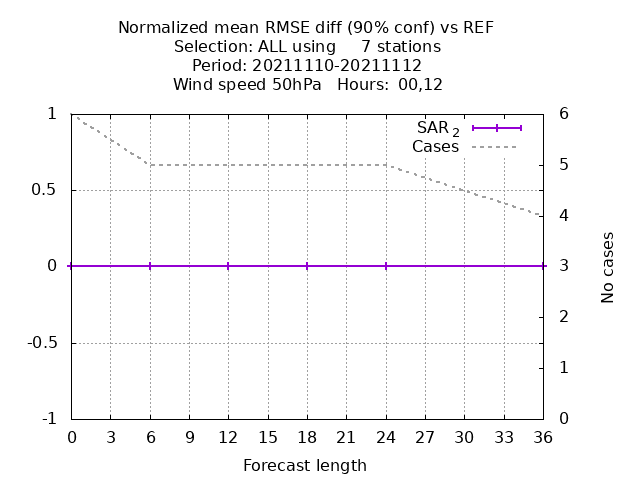 Normalized mean RMSE diff (90% conf) vs REF
Selection: ALL using 7 stations
Period: 20211110-20211112
Wind speed 50hPa Hours: 00,12
SAR 2
Cases
1
0.5
0
-0.5
-1
6
5
4
3
2
1
0
No cases
0 3 6 9 12 15 18 21 24 27 30 33 36
Forecast length